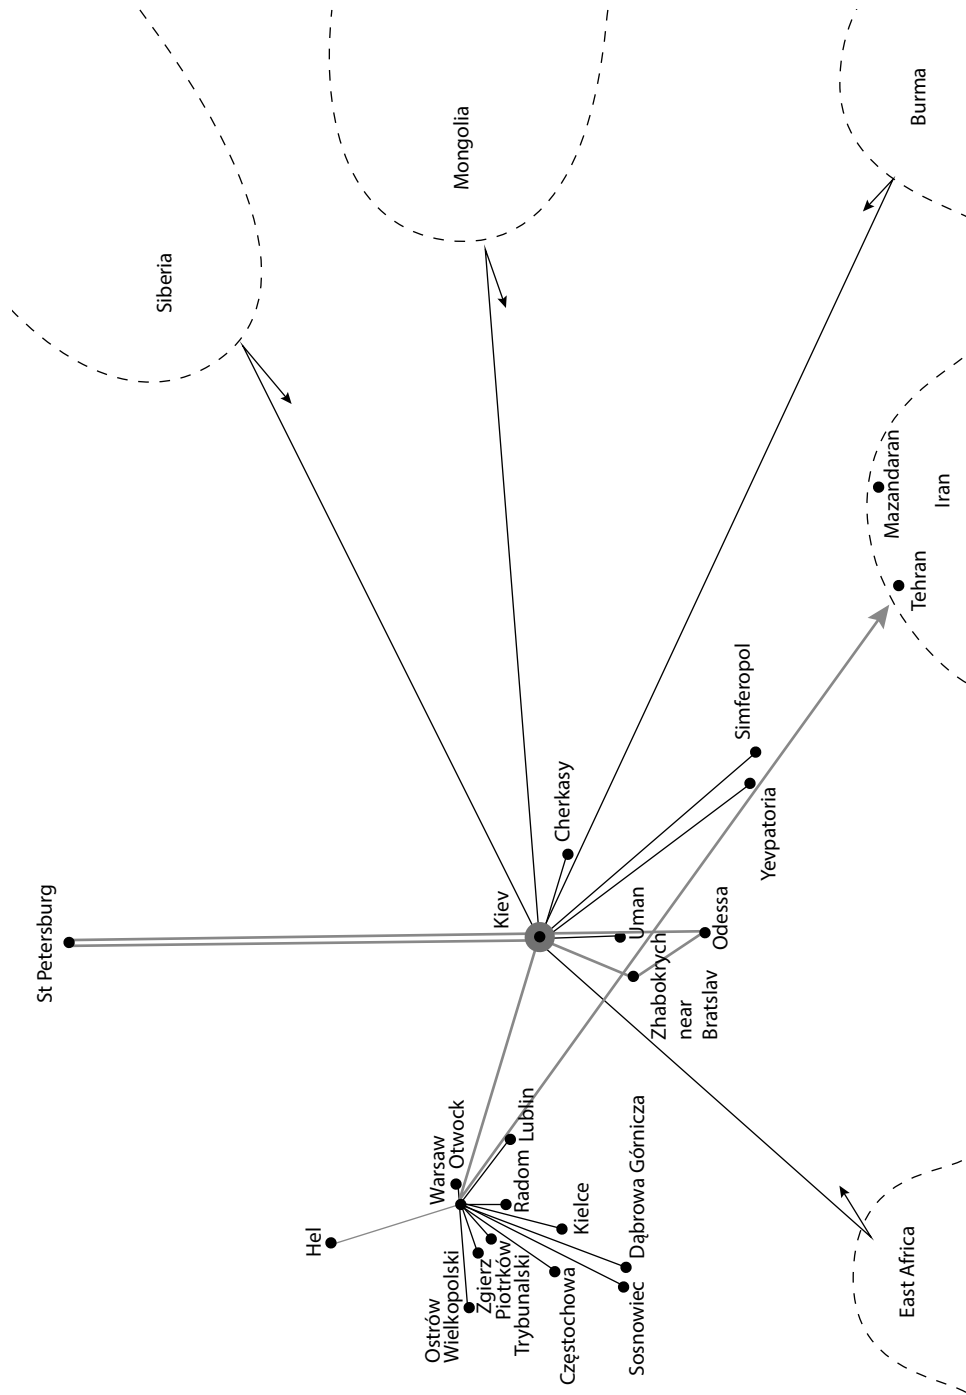 Siberia
Mongolia
Burma
St Petersburg
Kiev
Cherkasy
Uman
Zhabokrych
near
Bratslav
Odessa
Simferopol
Yevpatoria
Mazandaran
Tehran
Iran
Hel
Warsaw
Otwock
Lublin
Radom
Kielce
Dąbrowa Górnicza
Ostrów
Wielkopolski
Zgierz
Piotrków
Trybunalski
Częstochowa
Sosnowiec
East Africa